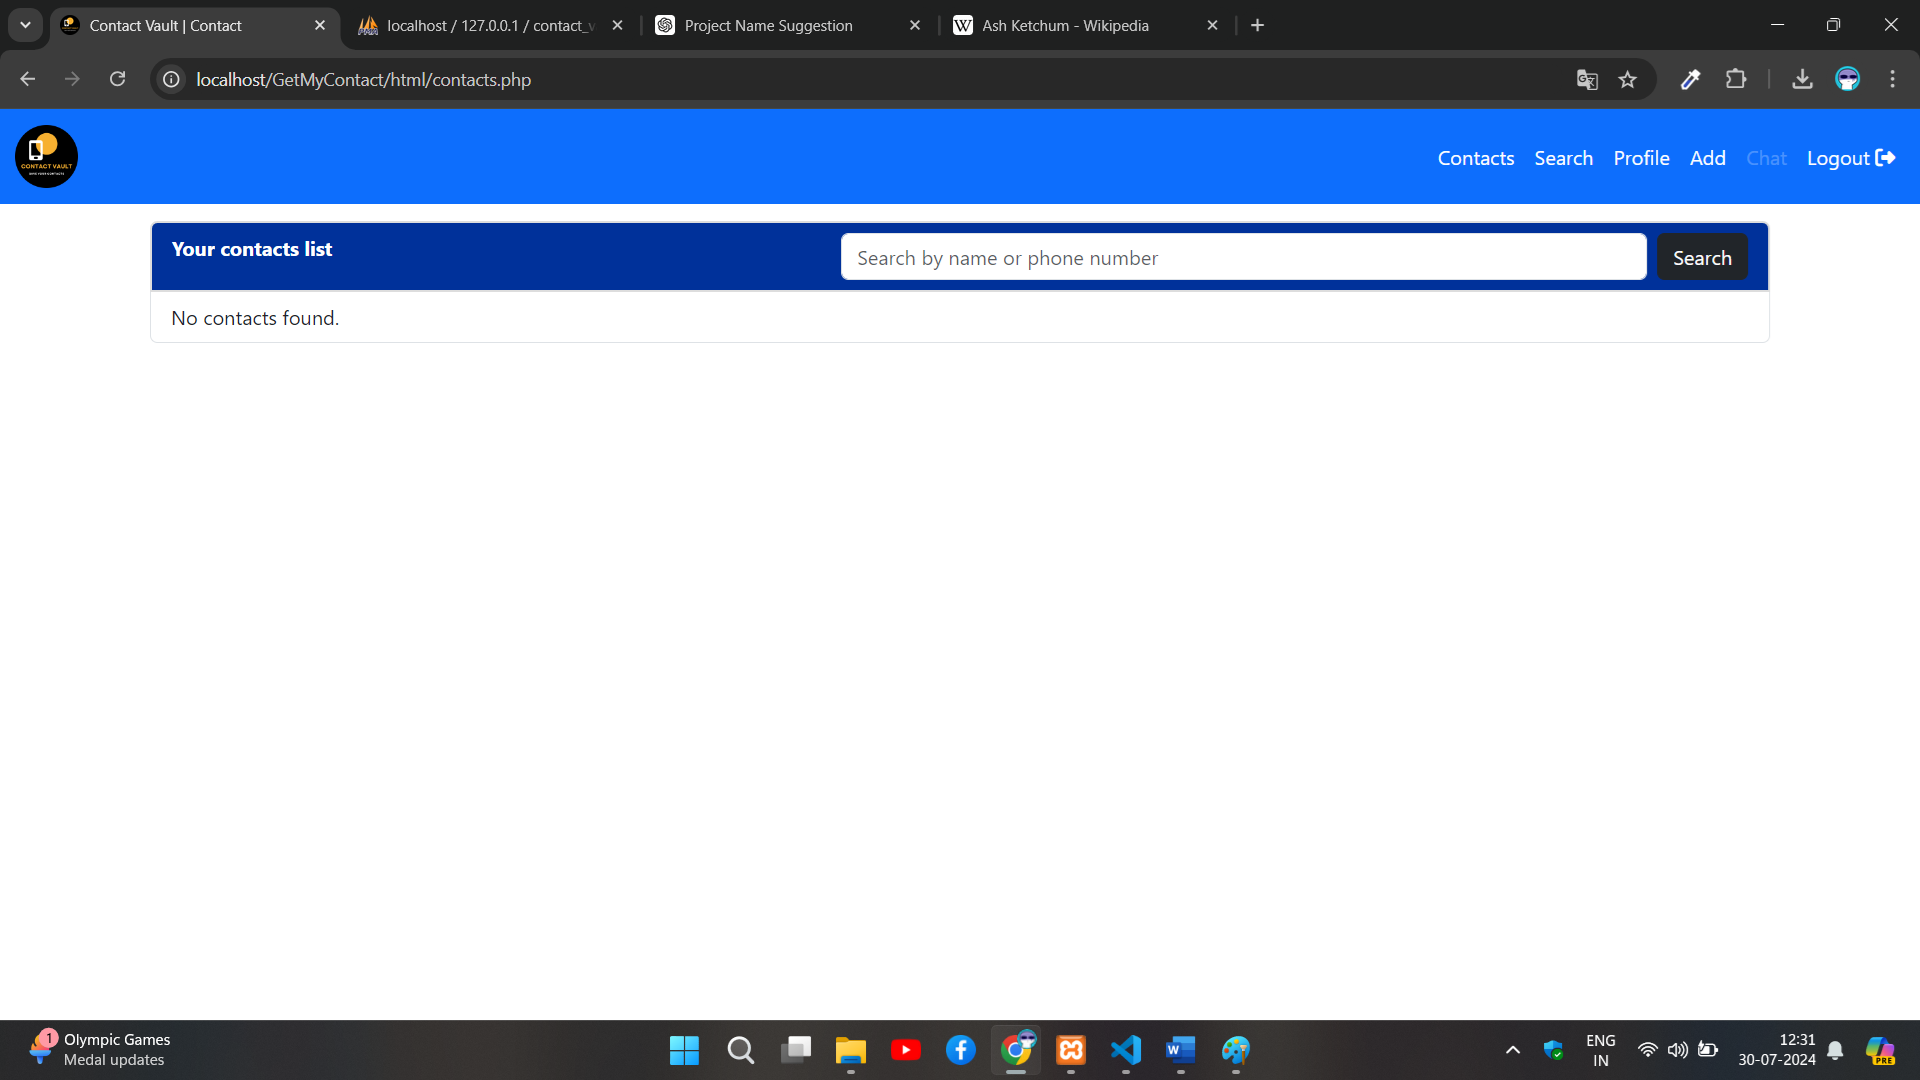 Contact Vault | Contact
localhost / 127.0.0.1 / contact_v
Project Name Suggestion
W Ash Ketchum - Wikipedia
localhost/GetMyContact/html/contacts.php
CONTACT VAULT
Contacts Search Profile Add Chat Logout
Your contacts list
Search by name or phone number
Search
No contacts found.
1
Olympic Games
Medal updates
W
ENG
IN
12:31
30-07-2024
PRE